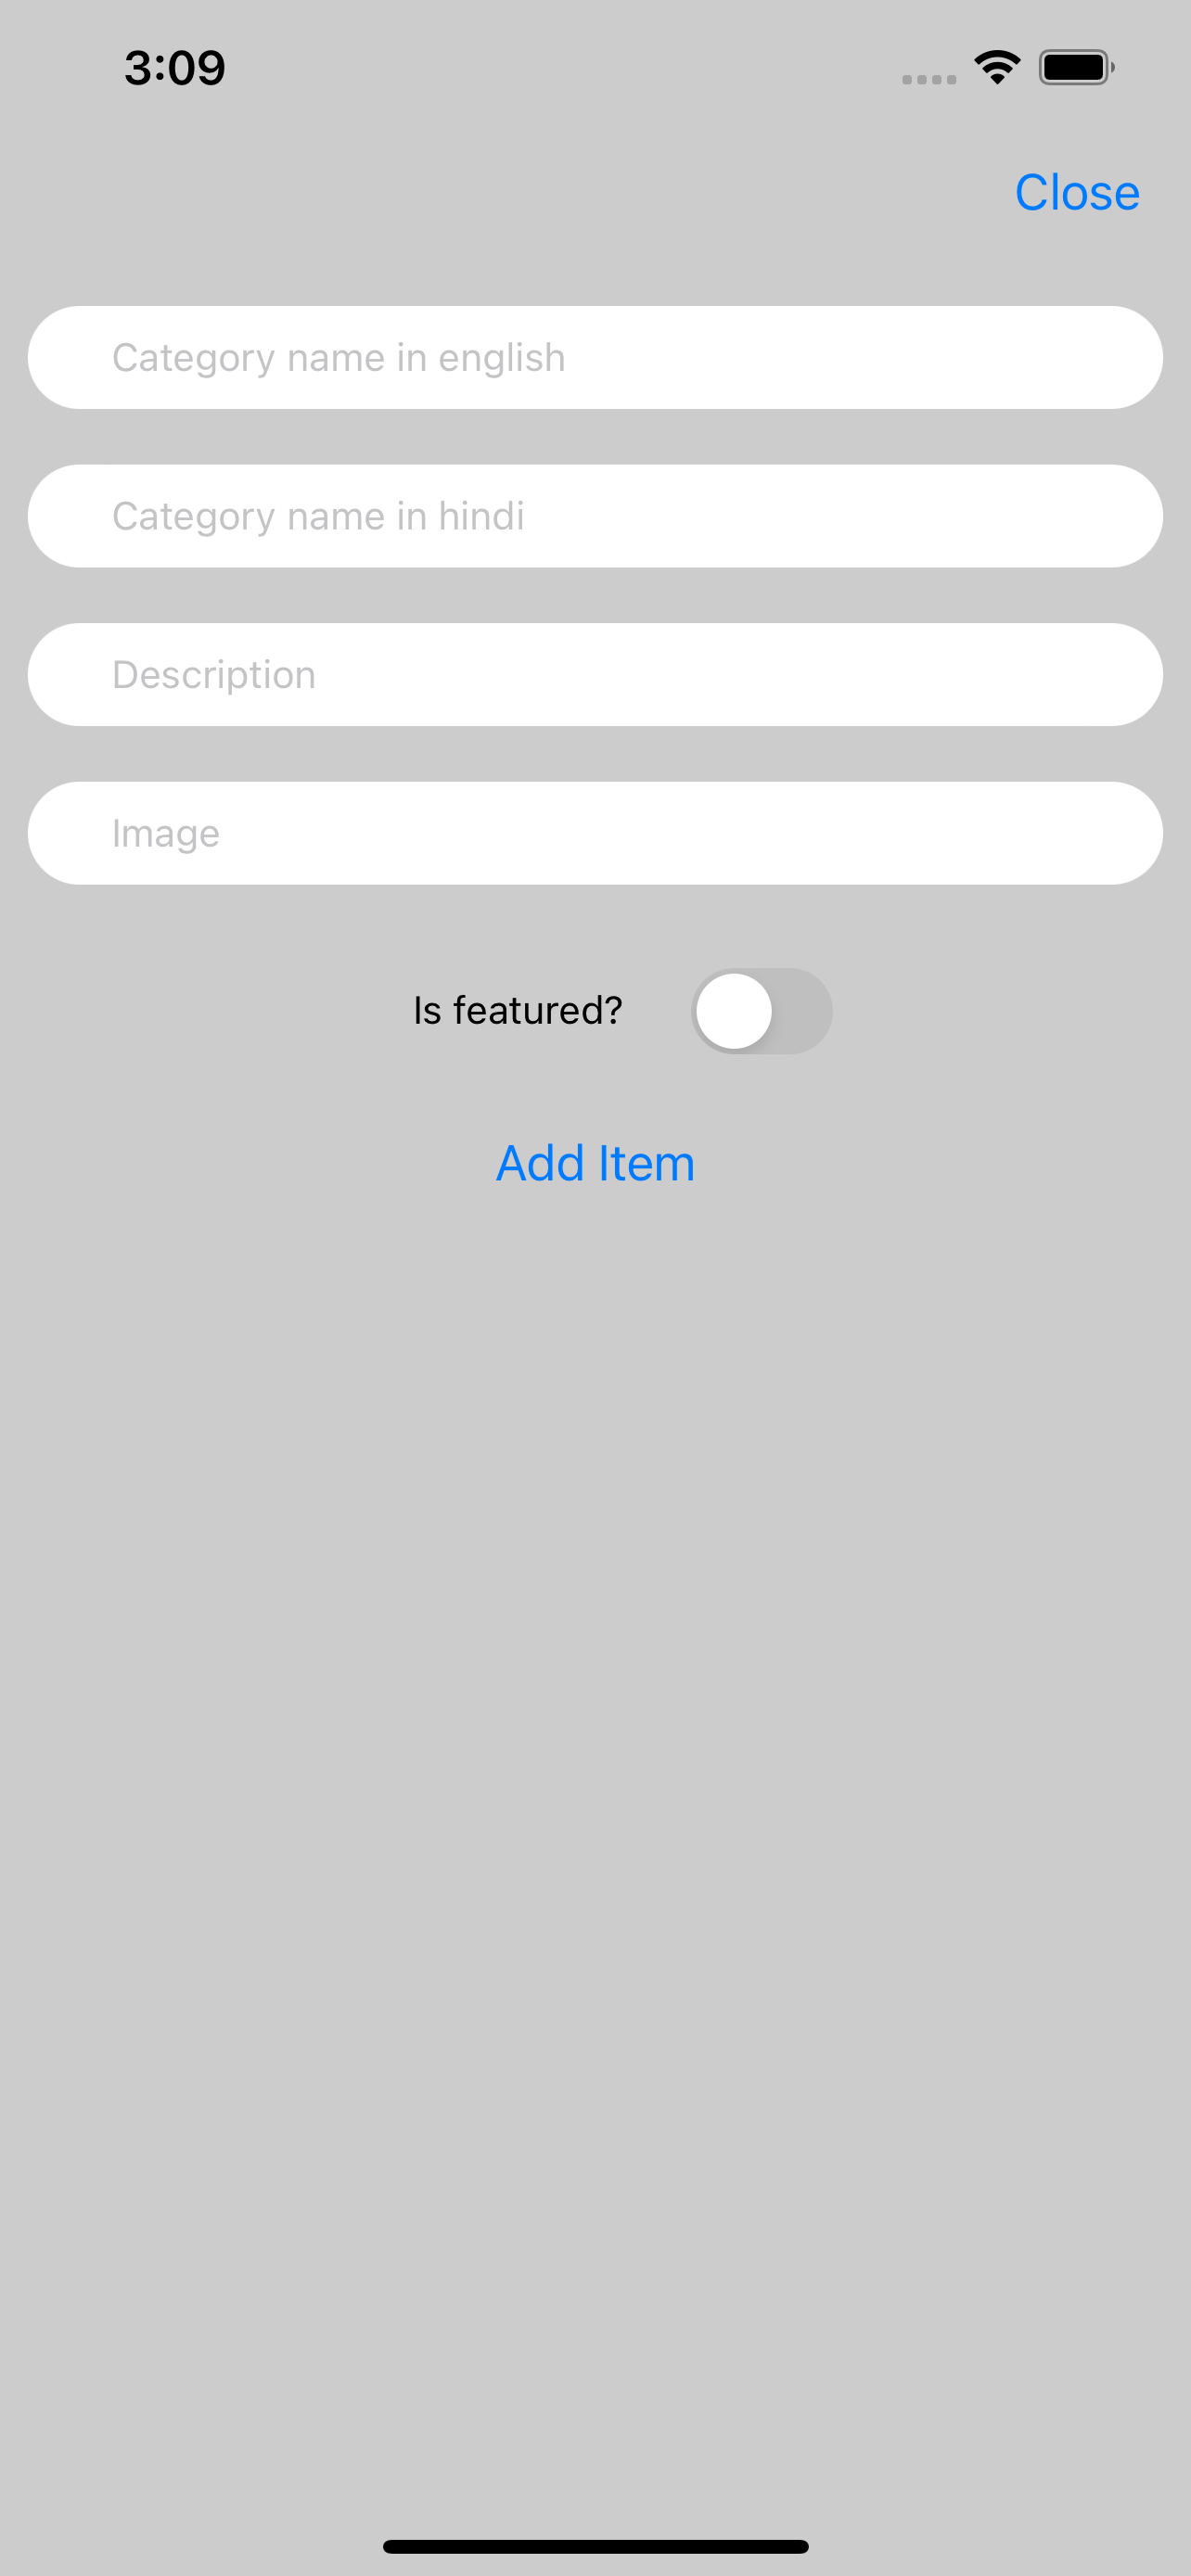 3:09
Close
Category name in english
Category name in hindi
Description
Image
Is featured?
Add Item